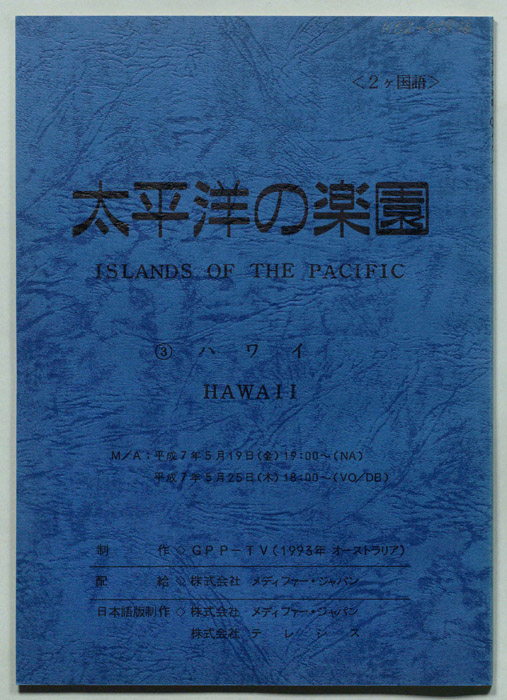 <2ヶ国語>
太平洋の楽園
ISLANDS OF THE PACIFIC
③ ハワイ
HAWAII
M/A:平成7年5月19日(金)19:00〜(NA)
平成7年5月25日(木)18:00〜(VO/DB)
制作◇GPP-TV(1993年 オーストラリア)
配給◇株式会社 メディファー・ジャパン
日本語版制作◇株式会社 メディファー・ジャパン
株式会社 テレシス